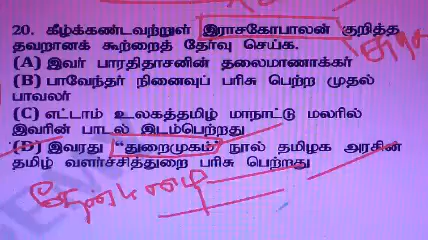 20. கீழ்க்கண்டவற்றுள் இராசகோபாலன் குறித்த
தவறானக் கூற்றைத் தேர்வு செய்க.
(A) இவர் பாரதிதாசனின் தலைமாணாக்கர்
(B) பாவேந்தர் நினைவுப் பரிசு பெற்ற முதல்
பாவலர்
(C) எட்டாம் உலகத்தமிழ் மாநாட்டு மலரில்
இவரின் பாடல் இடம்பெற்றது
(D) இவரது "துறைமுகம்" நூல் தமிழக அரசின்
தமிழ் வளர்ச்சித்துறை பரிசு பெற்றது